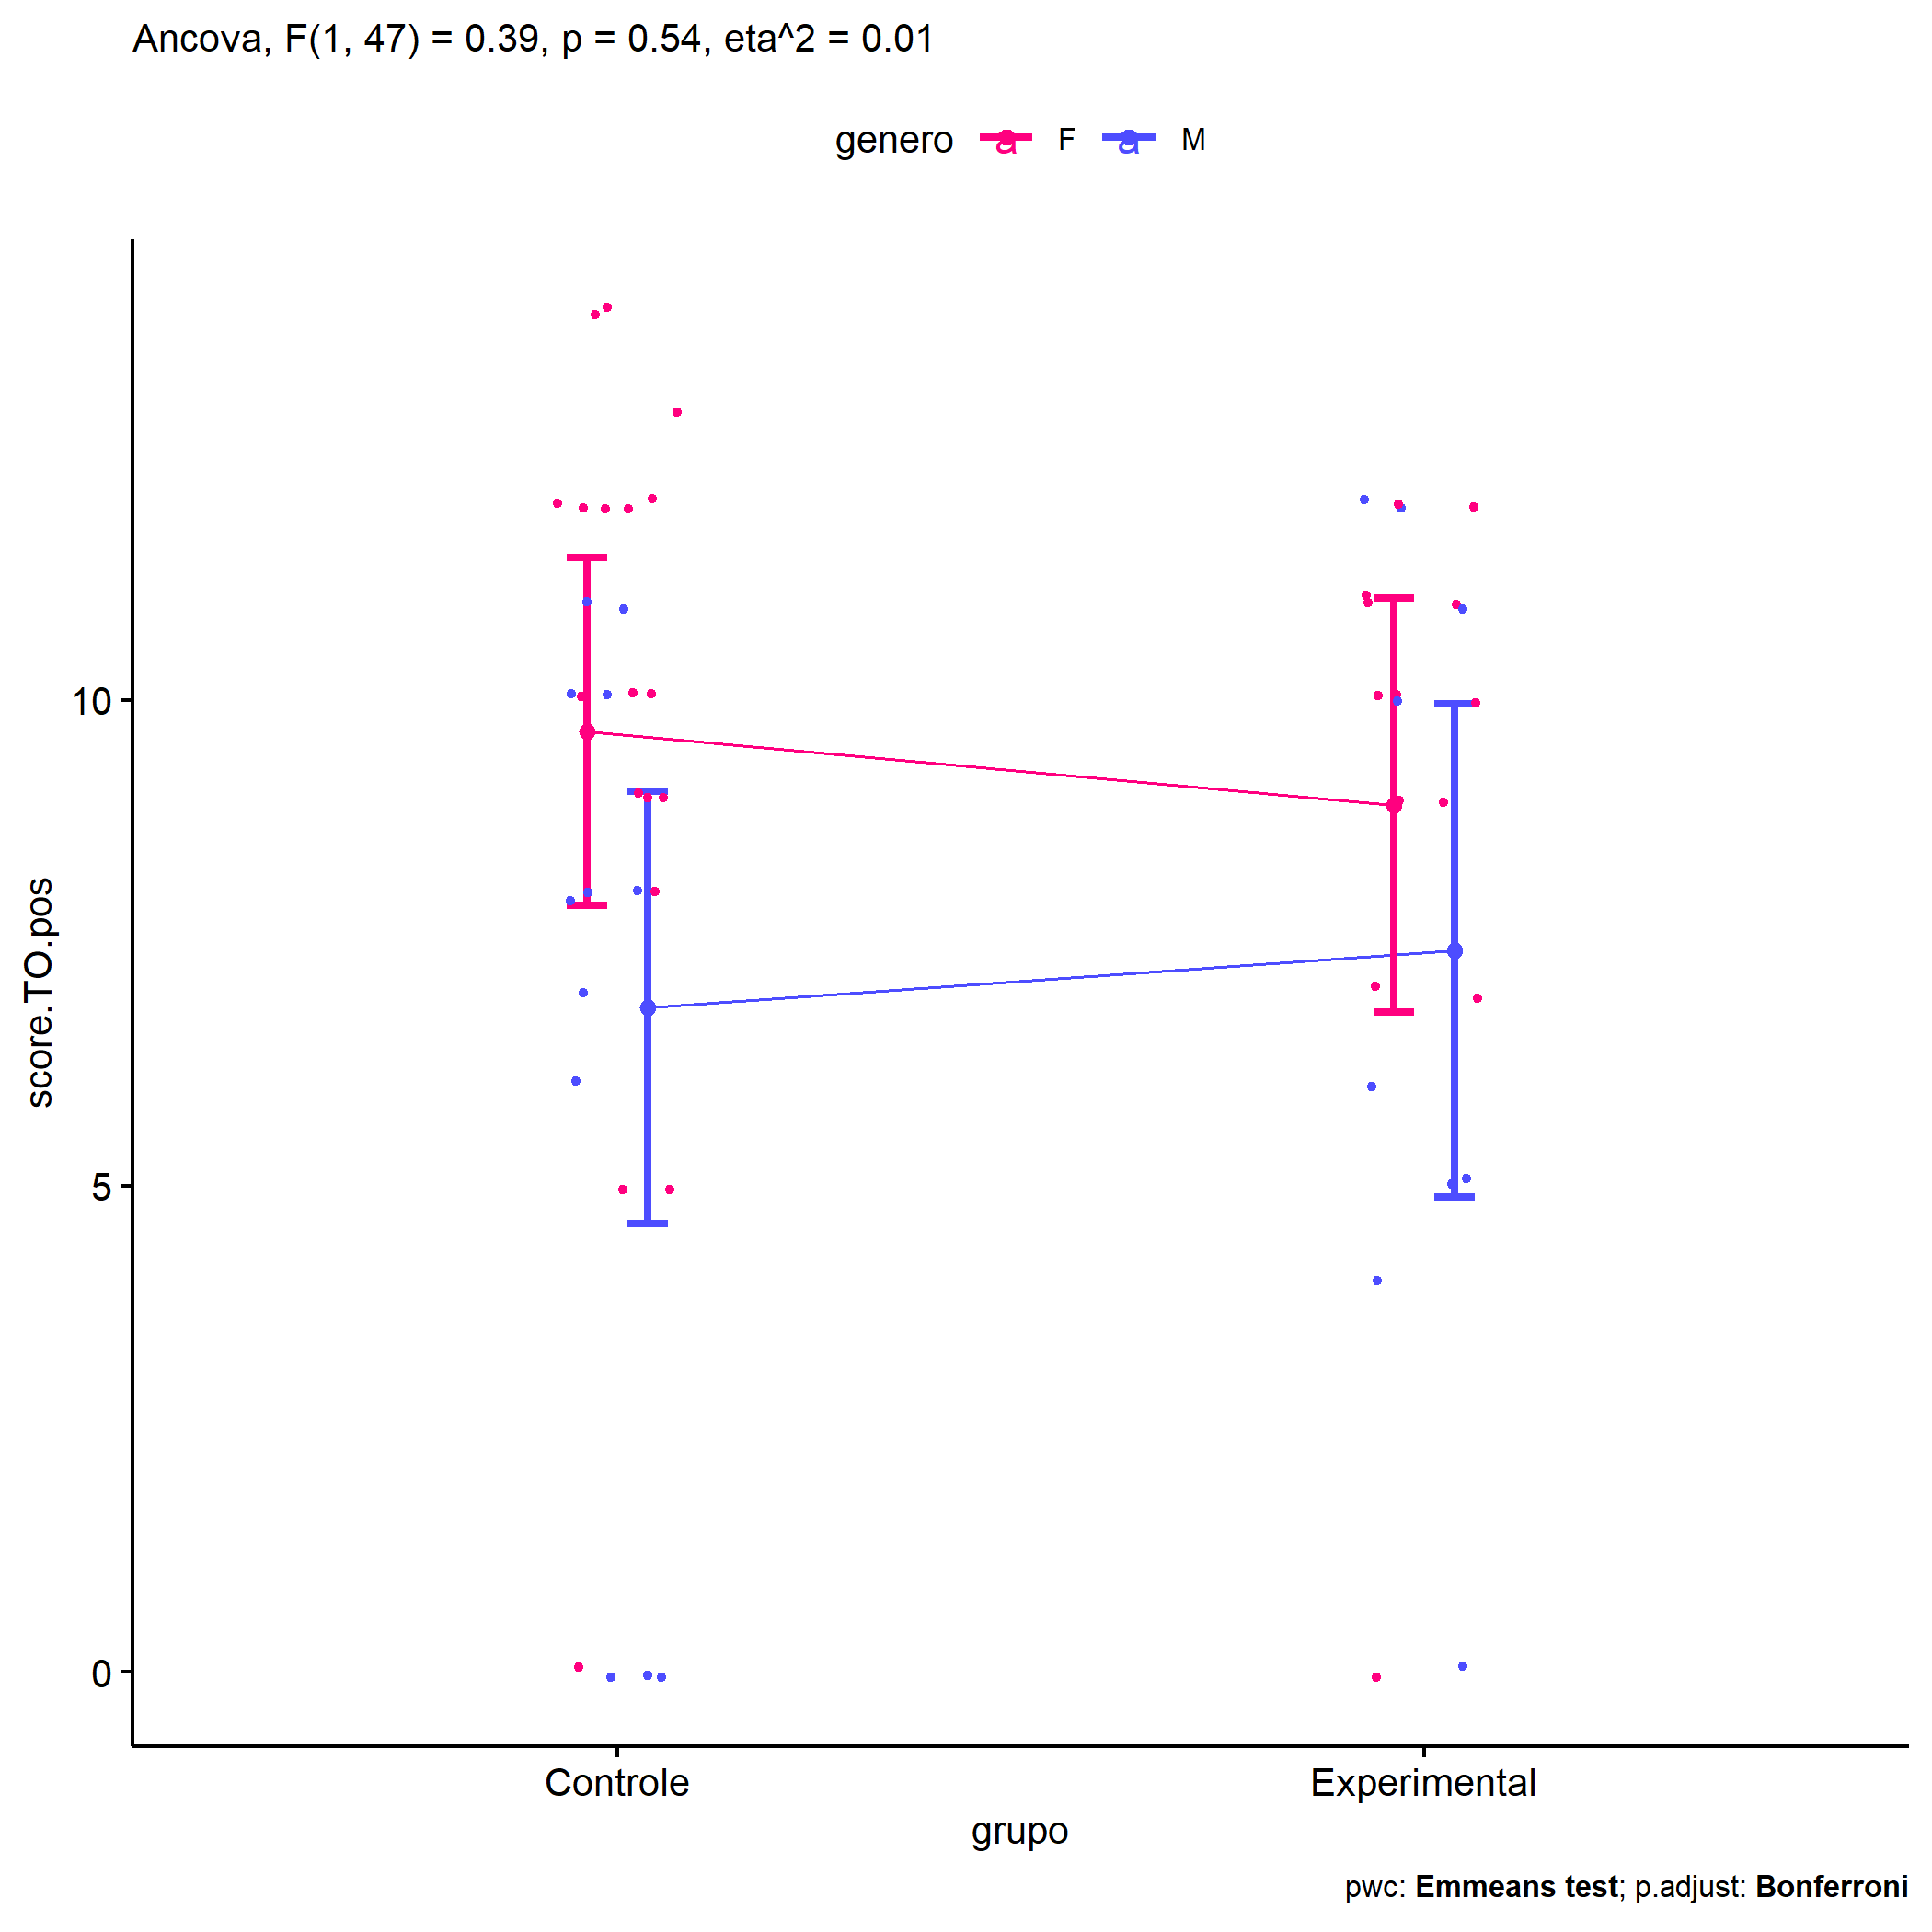 Ancova, F(1, 47) = 0.39, p = 0.54, eta^2 = 0.01
genero a F a M
score.TO.pos
10
5
0
Controle Experimental
grupo
pwc: Emmeans test; p.adjust: Bonferroni